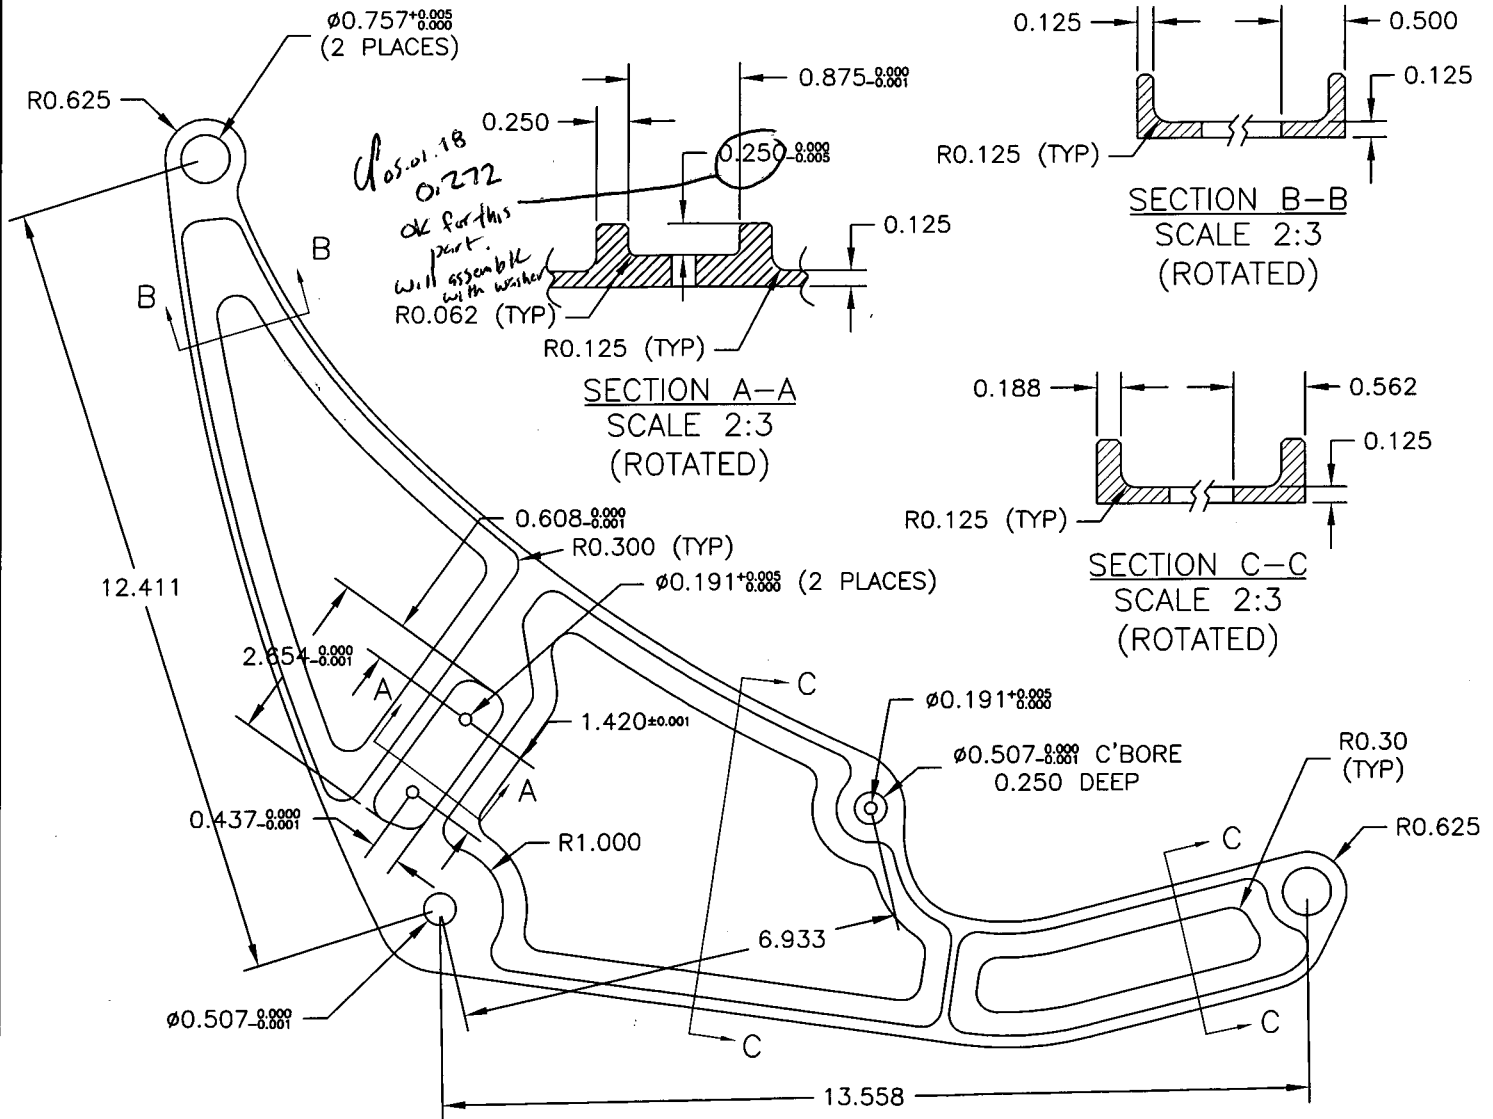 ø0.757+0.005 0.000
(2 PLACES)
R0.625
0.250
0.875-0.000 0.001
0.250-0.000 0.005
05.01.18
0.272
ok for this
part.
will assemble
with washer
0.125
R0.062 (TYP)
R0.125 (TYP)
SECTION A-A
SCALE 2:3
(ROTATED)
0.125
0.500
0.125
R0.125 (TYP)
SECTION B-B
SCALE 2:3
(ROTATED)
0.188
0.562
0.125
R0.125 (TYP)
SECTION C-C
SCALE 2:3
(ROTATED)
B
B
12.411
0.608-0.000 0.001
R0.300 (TYP)
ø0.191+0.005 0.000 (2 PLACES)
2.654-0.000 0.001
A
1.420±0.001
A
0.437-0.000 0.001
R1.000
C
ø0.191+0.005 0.000
ø0.507-0.000 0.001 C'BORE
0.250 DEEP
R0.30
(TYP)
R0.625
C
6.933
ø0.507-0.000 0.001
C
C
13.558